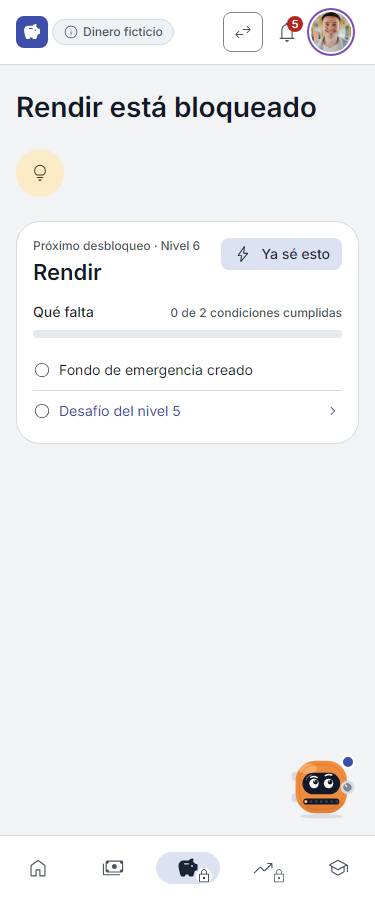 Dinero ficticio
5
Rendir está bloqueado
Próximo desbloqueo · Nivel 6
Ya sé esto
Rendir
Qué falta
0 de 2 condiciones cumplidas
Fondo de emergencia creado
Desafío del nivel 5